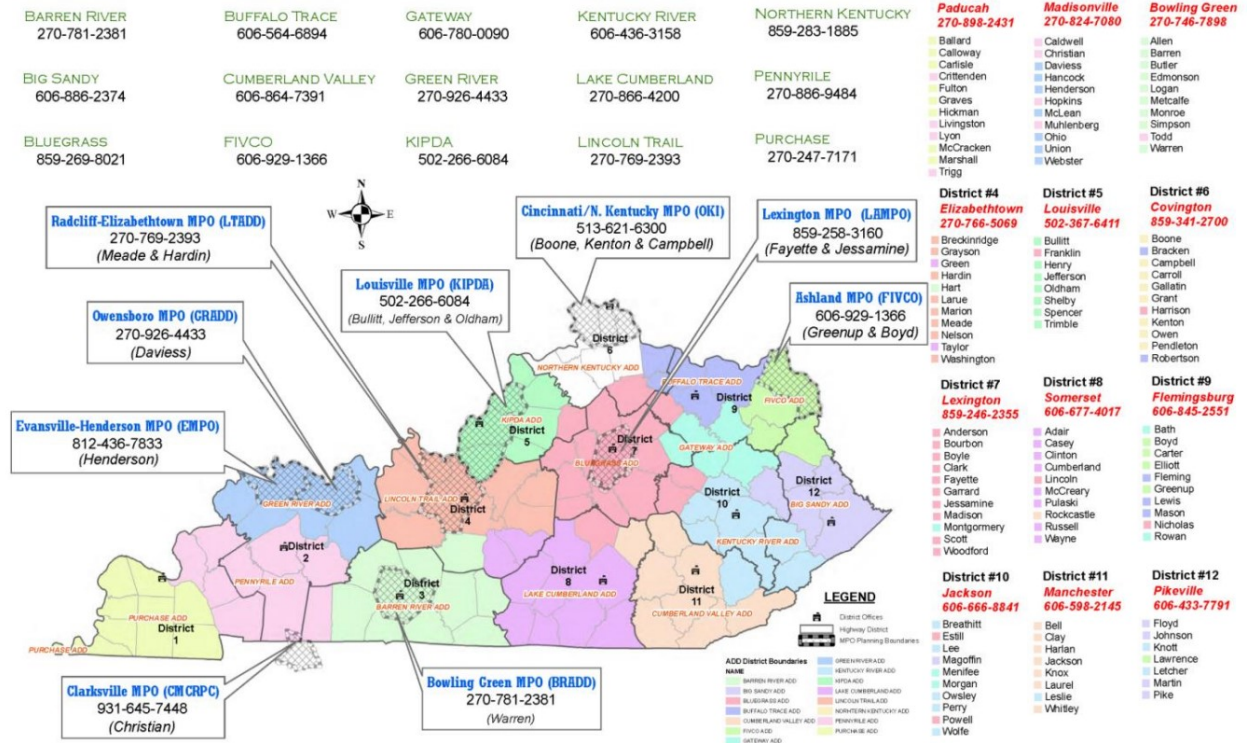 BARREN RIVER
270-781-2381
BUFFALO TRACE
606-564-6894
GATEWAY
606-780-0090
KENTUCKY RIVER
606-436-3158
NORTHERN KENTUCKY
859-283-1885
BIG SANDY
606-886-2374
CUMBERLAND VALLEY
606-864-7391
GREEN RIVER
270-926-4433
LAKE CUMBERLAND
270-866-4200
PENNYRILE
270-886-9484
BLUEGRASS
859-269-8021
FIVCO
606-929-1366
KIPDA
502-266-6084
LINCOLN TRAIL
270-769-2393
PURCHASE
270-247-7171
Paducah
270-898-2431
Ballard
Calloway
Carlisle
Crittenden
Fulton
Graves
Hickman
Livingston
Lyon
McCracken
Marshall
Trigg
Madisonville
270-824-7080
Caldwell
Christian
Daviess
Hancock
Henderson
Hopkins
McLean
Muhlenberg
Ohio
Union
Webster
Bowling Green
270-746-7898
Allen
Barren
Butler
Edmonson
Logan
Metcalfe
Monroe
Simpson
Todd
Warren
District #4
Elizabethtown
270-766-5069
Breckinridge
Grayson
Green
Hardin
Hart
Larue
Marion
Meade
Nelson
Taylor
Washington
District #5
Louisville
502-367-6411
Bullitt
Franklin
Henry
Jefferson
Oldham
Shelby
Spencer
Trimble
District #6
Covington
859-341-2700
Boone
Bracken
Campbell
Carroll
Gallatin
Grant
Harrison
Kenton
Owen
Pendleton
Robertson
District #7
Lexington
859-246-2355
Anderson
Bourbon
Boyle
Clark
Fayette
Garrard
Jessamine
Madison
Montgormery
Scott
Woodford
District #8
Somerset
606-677-4017
Adair
Casey
Clinton
Cumberland
Lincoln
McCreary
Pulaski
Rockcastle
Russell
Wayne
District #9
Flemingsburg
606-845-2551
Bath
Boyd
Carter
Elliott
Fleming
Greenup
Lewis
Mason
Nicholas
Rowan
District #10
Jackson
606-666-8841
Breathitt
Estill
Lee
Magoffin
Menifee
Morgan
Owsley
Perry
Powell
Wolfe
District #11
Manchester
606-598-2145
Bell
Clay
Harlan
Jackson
Knox
Laurel
Leslie
Whitley
District #12
Pikeville
606-433-7791
Floyd
Johnson
Knott
Lawrence
Letcher
Martin
Pike
N
W E
S
Radcliff-Elizabethtown MPO (LTADD)
270-769-2393
(Meade & Hardin)
Cincinnati/N. Kentucky MPO (OKI)
513-621-6300
(Boone, Kenton & Campbell)
Lexington MPO (LAMPO)
859-258-3160
(Fayette & Jessamine)
Louisville MPO (KIPDA)
502-266-6084
(Bullitt, Jefferson & Oldham)
Ashland MPO (FIVCO)
606-929-1366
(Greenup & Boyd)
Owensboro MPO (GRADD)
270-926-4433
(Daviess)
Evansville-Henderson MPO (EMPO)
812-436-7833
(Henderson)
Clarksville MPO (CMCRPC)
931-645-7448
(Christian)
Bowling Green MPO (BRADD)
270-781-2381
(Warren)
District
6
NORTHERN KENTUCKY ADD
BUFFALO TRACE ADD
District
9
FIVCO ADD
KIPDA ADD
District
5
District
7
BLUEGRASS ADD
GATEWAY ADD
District
12
BIG SANDY ADD
GREEN RIVER ADD
LINCOLN TRAIL ADD
District
4
District
10
KENTUCKY RIVER ADD
District
2
PENNYRILE ADD
District
3
BARREN RIVER ADD
District
8
LAKE CUMBERLAND ADD
District
11
CUMBERLAND VALLEY ADD
PURCHASE ADD
District
1
PURCHASE ADD
LEGEND
District Offices
Highway District
MPO Planning Boundaries
ADD District Boundaries
NAME
BARREN RIVER ADD
BIG SANDY ADD
BLUEGRASS ADD
BUFFALO TRACE ADD
CUMBERLAND VALLEY ADD
FIVCO ADD
GATEWAY ADD
GREEN RIVER ADD
KENTUCKY RIVER ADD
KIPDA ADD
LAKE CUMBERLAND ADD
LINCOLN TRAIL ADD
NORHTERN KENTUCKY ADD
PENNYRILE ADD
PURCHASE ADD